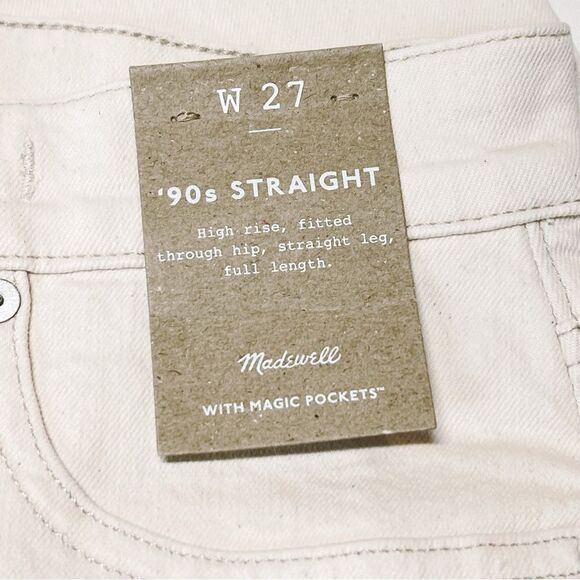 W 27
'90s STRAIGHT
High rise, fitted
through hip, straight leg,
full length.
Madewell
WITH MAGIC POCKETS™